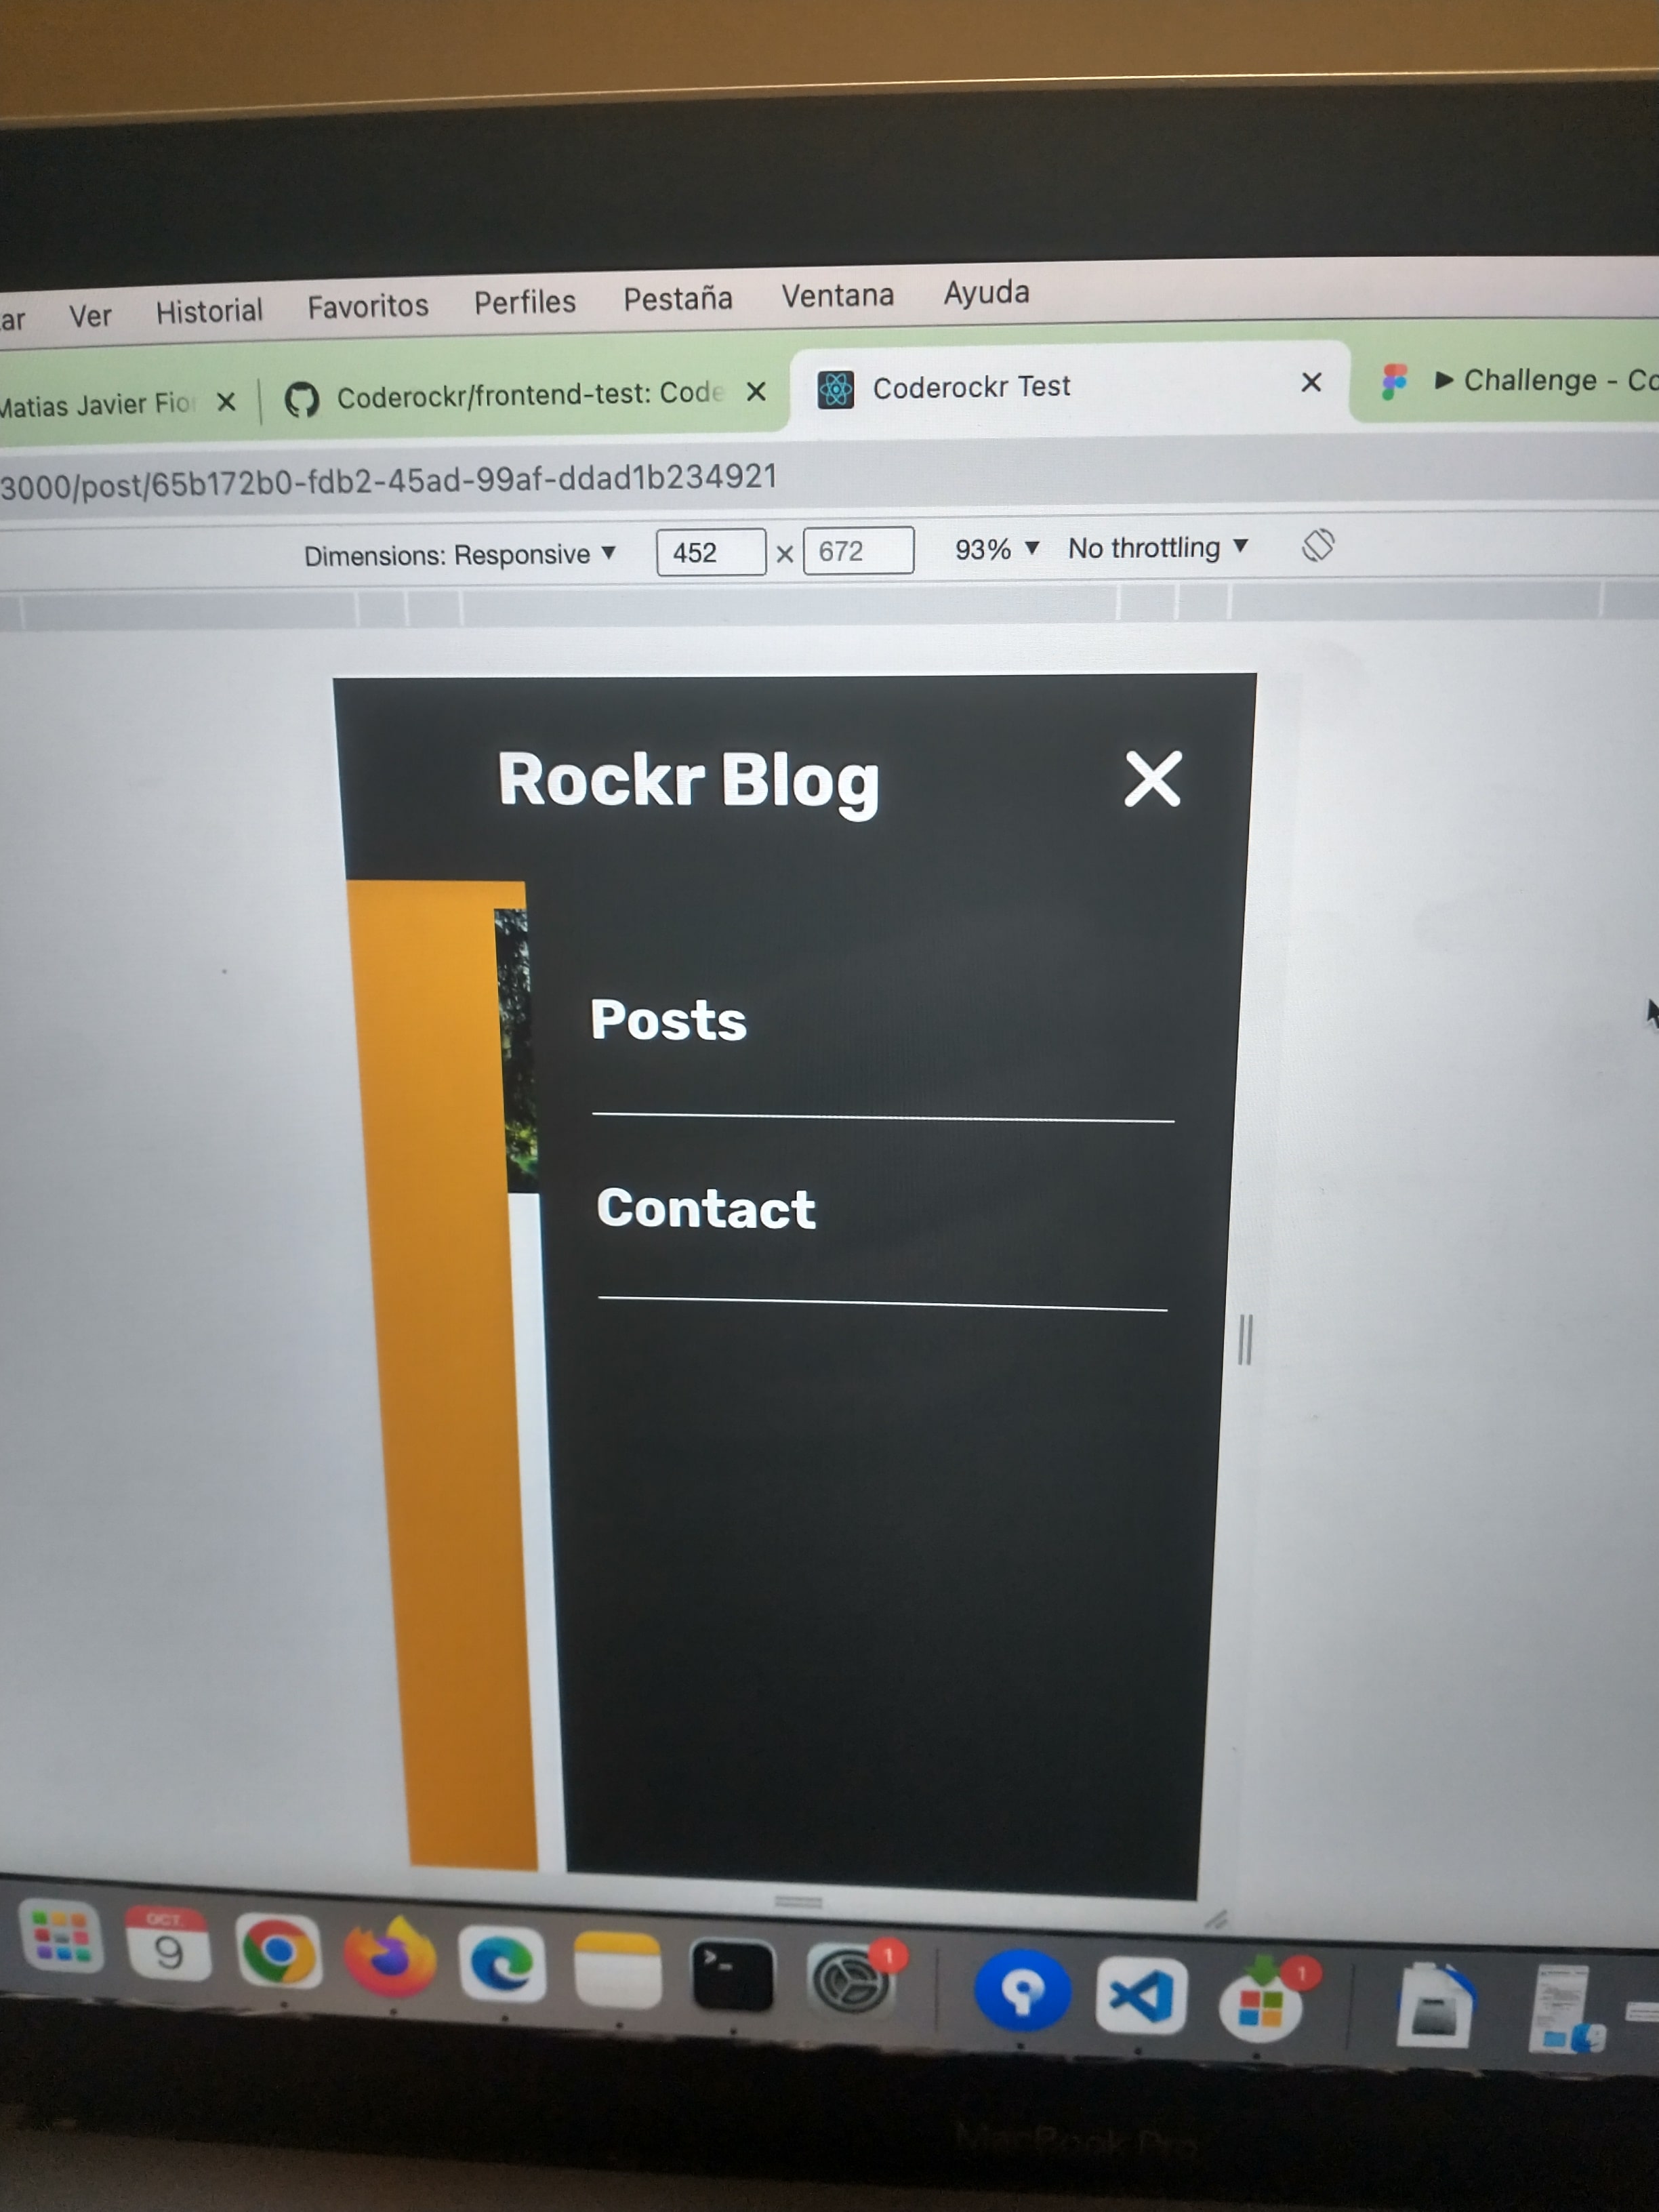 ar Ver Historial Favoritos Perfiles Pestaña Ventana Ayuda
Matias Javier Fio Coderockr/frontend-test: Code Coderockr Test Challenge - Co
3000/post/65b172b0-fdb2-45ad-99af-ddad1b234921
Dimensions: Responsive 452 x 672 93% No throttling
Rockr Blog
Posts
Contact
OCT.
9
1
1
MacBook Pro